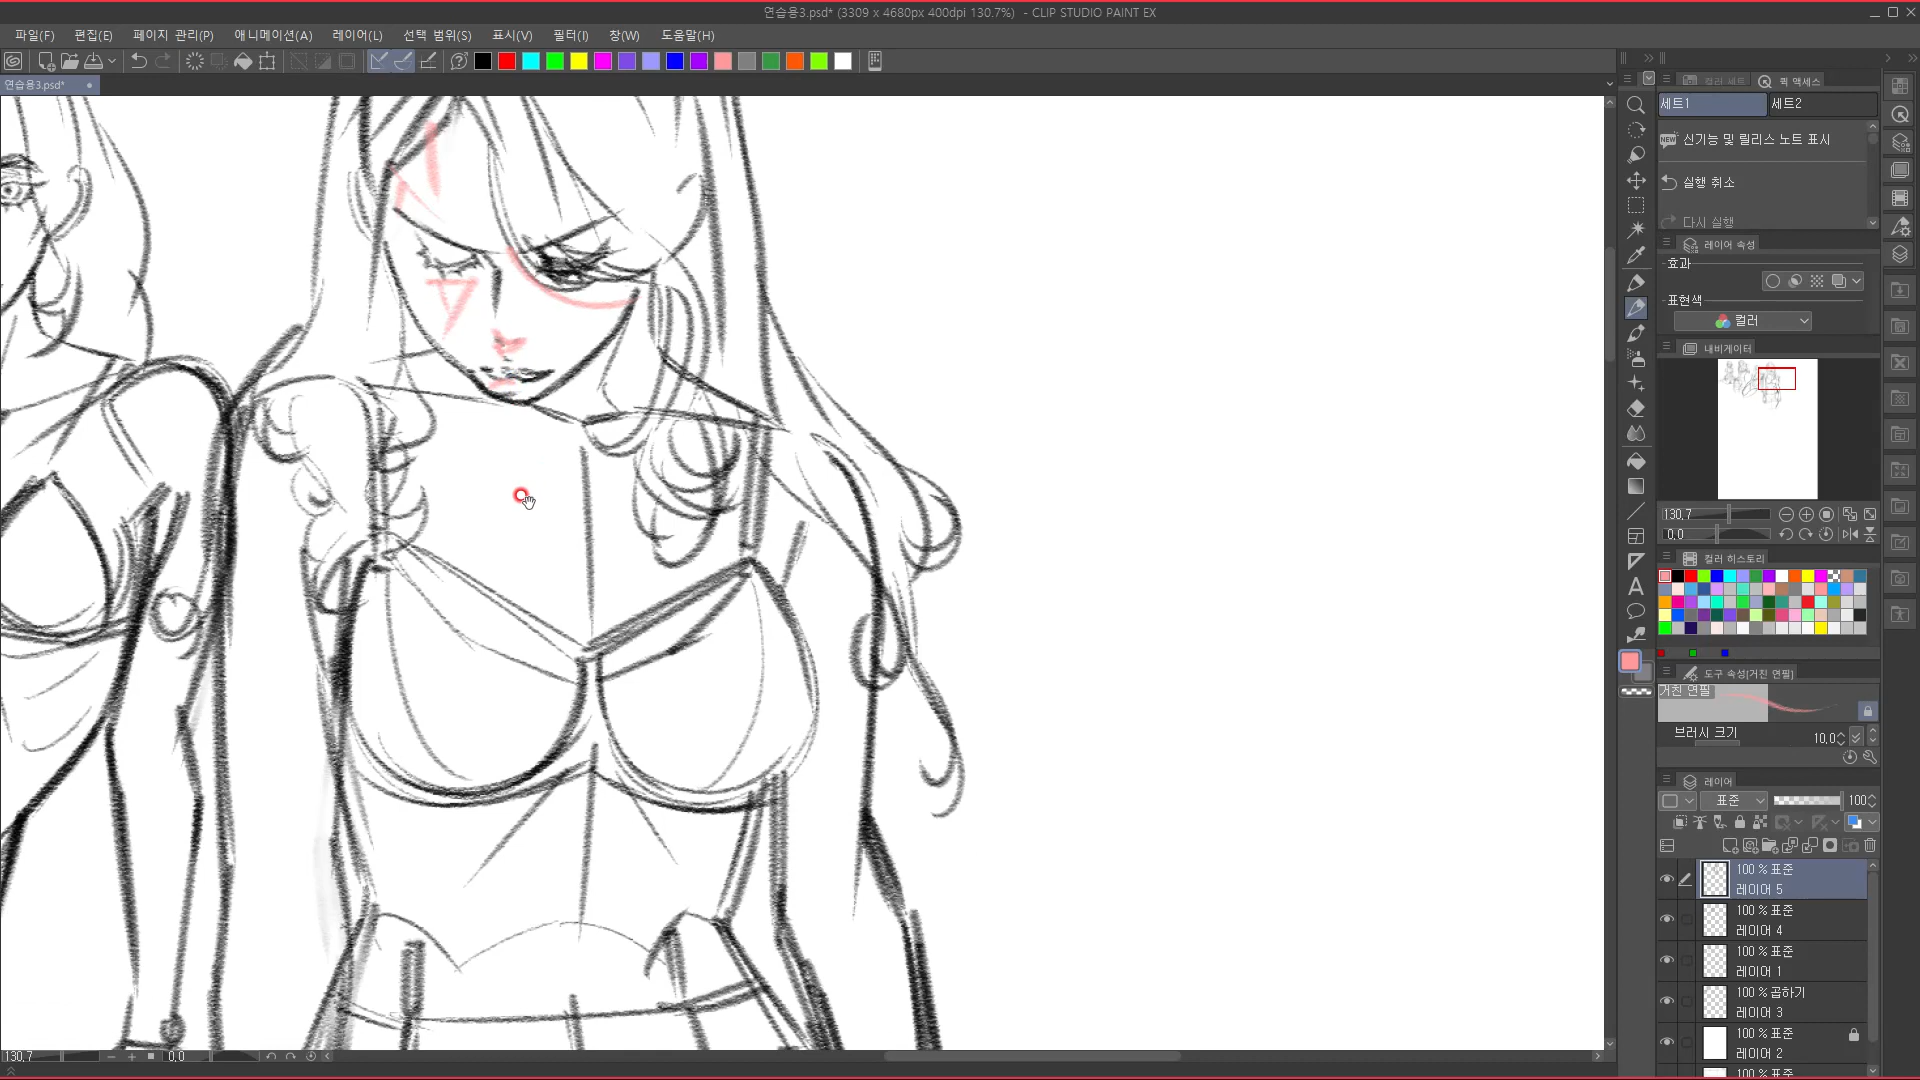 연습용3.psd* (3309 x 4680px 400dpi 130.7%) - CLIP STUDIO PAINT EX
파일(F) 편집(E) 페이지 관리(P) 애니메이션(A) 레이어(L) 선택 범위(S) 표시(V) 필터(I) 창(W) 도움말(H)
연습용3.psd*
컬러 세트 퀵 액세스
세트1 세트2
NEW 신기능 및 릴리스 노트 표시
실행 취소
다시 실행
레이어 속성
효과
표현색
컬러
내비게이터
130.7
0.0
컬러 히스토리
도구 속성[거친 연필]
거친 연필
브러시 크기 10.0
레이어
표준 100
100 % 표준
레이어 5
100 % 표준
레이어 4
100 % 표준
레이어 1
100 % 곱하기
레이어 3
100 % 표준
레이어 2
100 % 표준
130.7 0.0